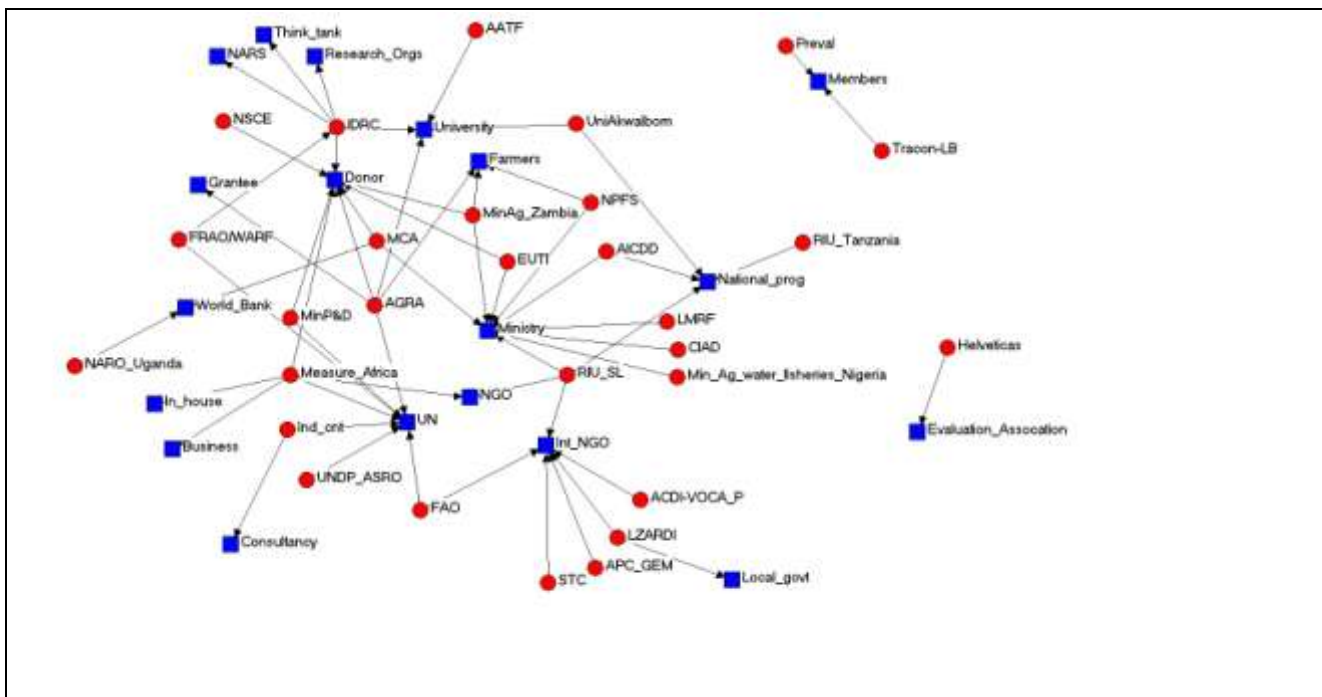 Think_tank
AATF
NARS
Research_Orgs
Preval
Members
NSCE
IDRC
University
UniAkwaIbom
Tracon-LB
Farmers
Grantee
Donor
NPFS
MinAg_Zambia
FRAO/WARF
MCA
AICDD
RIU_Tanzania
EUTI
National_prog
World_Bank
MinP&D
AGRA
Ministry
LMRF
CIAD
Helveticas
NARO_Uganda
Measure_Africa
RIU_SL
Min_Ag_water_fisheries_Nigeria
In_house
NGO
UN
Ind_cnt
Evaluation_Assocation
Business
Int_NGO
UNDP_ASRO
ACDI-VOCA_P
FAO
LZARDI
Consultancy
APC_GEM
STC
Local_govt